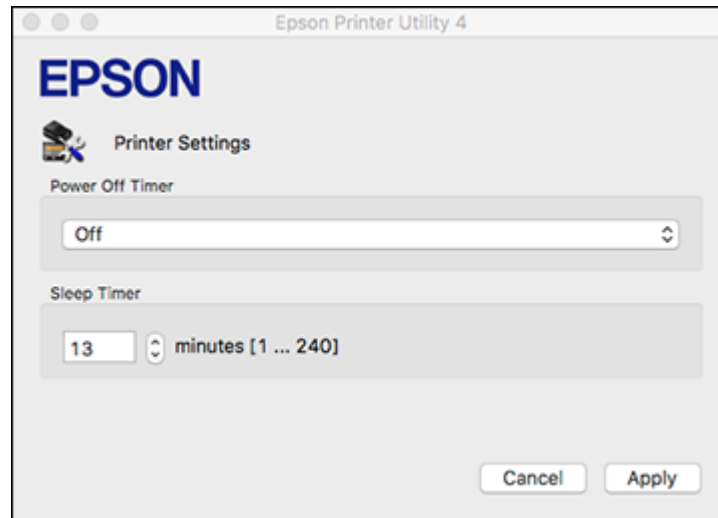 Epson Printer Utility 4
EPSON
Printer Settings
Power Off Timer
Off
Sleep Timer
13 minutes [1 ... 240]
Cancel Apply